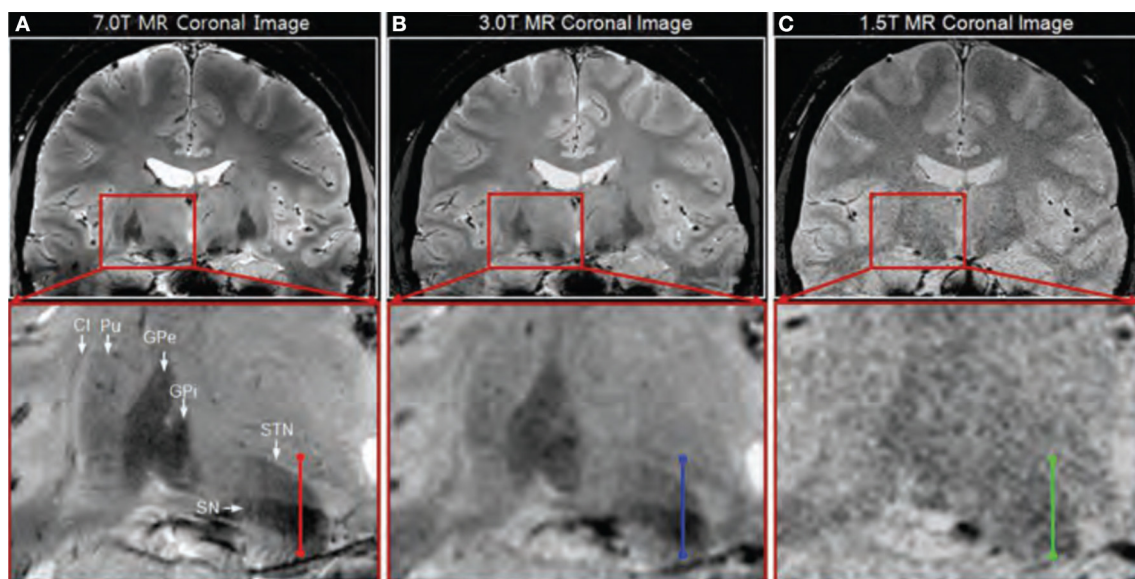 A 7.0T MR Coronal Image
B 3.0T MR Coronal Image
C 1.5T MR Coronal Image
Cl Pu
GPe
GPi
STN
SN